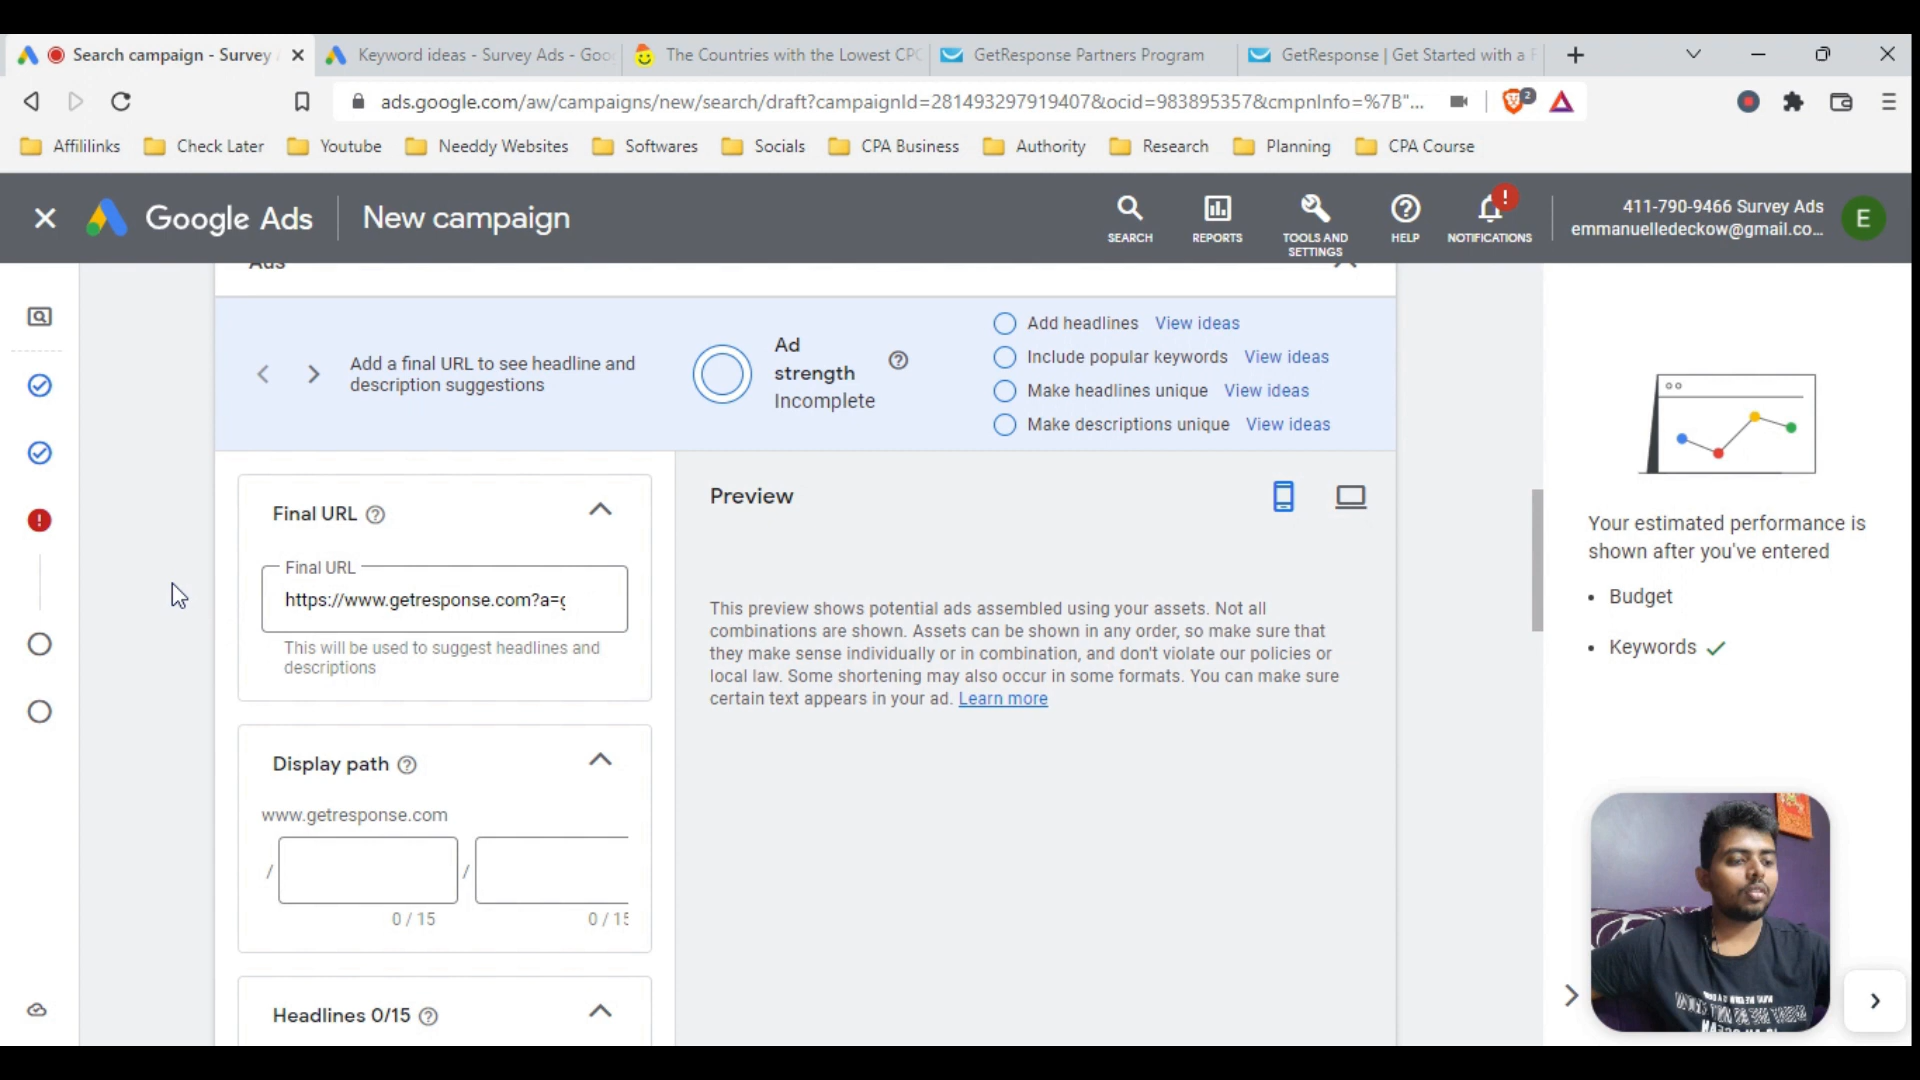 Search campaign - Survey
Keyword ideas - Survey Ads - Goo
The Countries with the Lowest CPC
GetResponse Partners Program
GetResponse | Get Started with a F
ads.google.com/aw/campaigns/new/search/draft?campaignId=281493297919407&ocid=983895357&cmpnInfo=%7B"...
2
Affililinks
Check Later
Youtube
Needdy Websites
Softwares
Socials
CPA Business
Authority
Research
Planning
CPA Course
Google Ads
New campaign
SEARCH
REPORTS
TOOLS AND
SETTINGS
HELP
!
NOTIFICATIONS
411-790-9466 Survey Ads
emmanuelledeckow@gmail.co...
E
Ads
Add a final URL to see headline and
description suggestions
Ad
strength
Incomplete
Add headlines View ideas
Include popular keywords View ideas
Make headlines unique View ideas
Make descriptions unique View ideas
Final URL
Final URL
https://www.getresponse.com?a=g
This will be used to suggest headlines and
descriptions
Display path
www.getresponse.com
/
/
0 / 15
0 / 15
Headlines 0/15
Preview
This preview shows potential ads assembled using your assets. Not all
combinations are shown. Assets can be shown in any order, so make sure that
they make sense individually or in combination, and don't violate our policies or
local law. Some shortening may also occur in some formats. You can make sure
certain text appears in your ad. Learn more
Your estimated performance is
shown after you've entered
• Budget
• Keywords